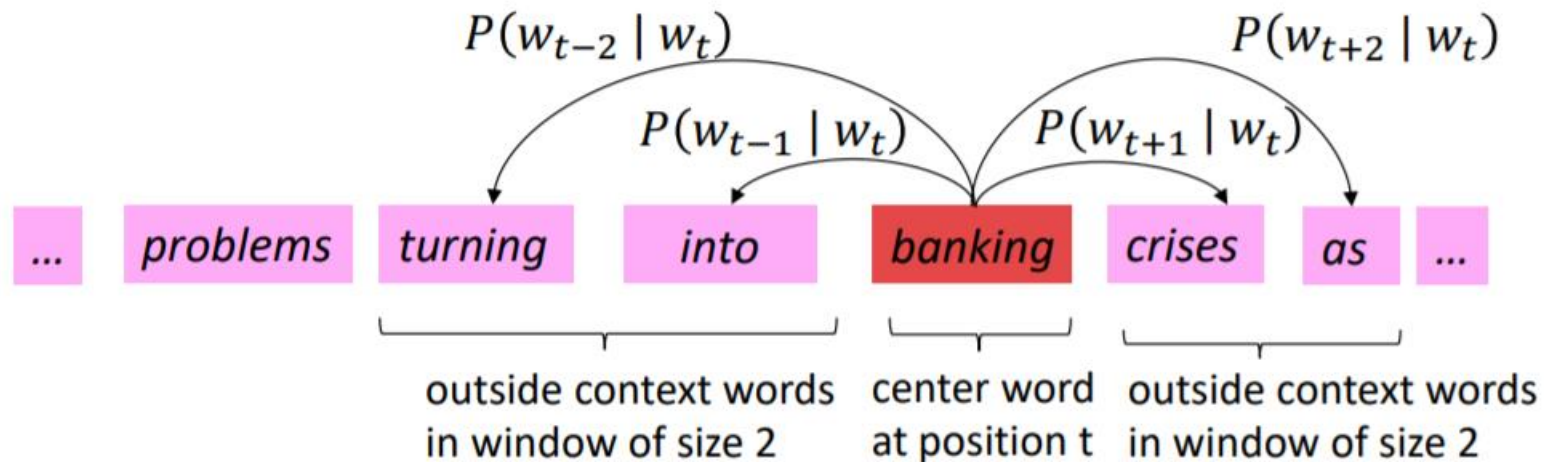 P(w_{t−2} | w_t) P(w_{t+2} | w_t)
P(w_{t−1} | w_t) P(w_{t+1} | w_t)
... problems turning into banking crises as ...
outside context words center word outside context words
in window of size 2 at position t in window of size 2